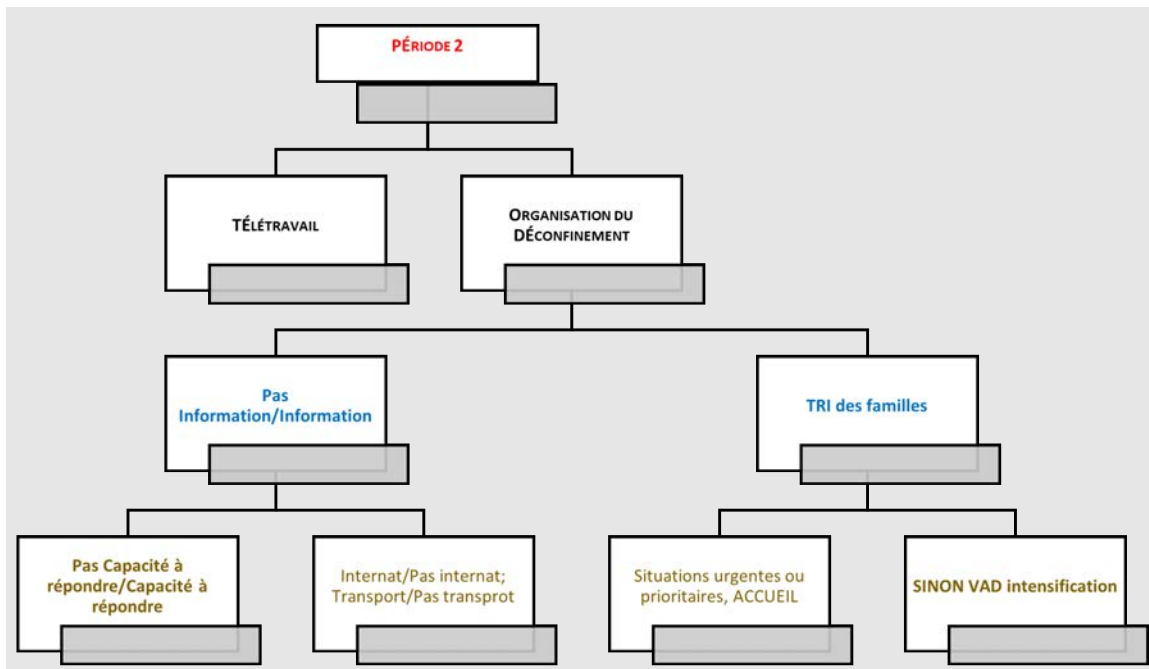 PÉRIODE 2
TÉLÉTRAVAIL
ORGANISATION DU
DÉCONFINEMENT
Pas
Information/Information
TRI des familles
Pas Capacité à
répondre/Capacité à
répondre
Internat/Pas internat;
Transport/Pas transprot
Situations urgentes ou
prioritaires, ACCUEIL
SINON VAD intensification